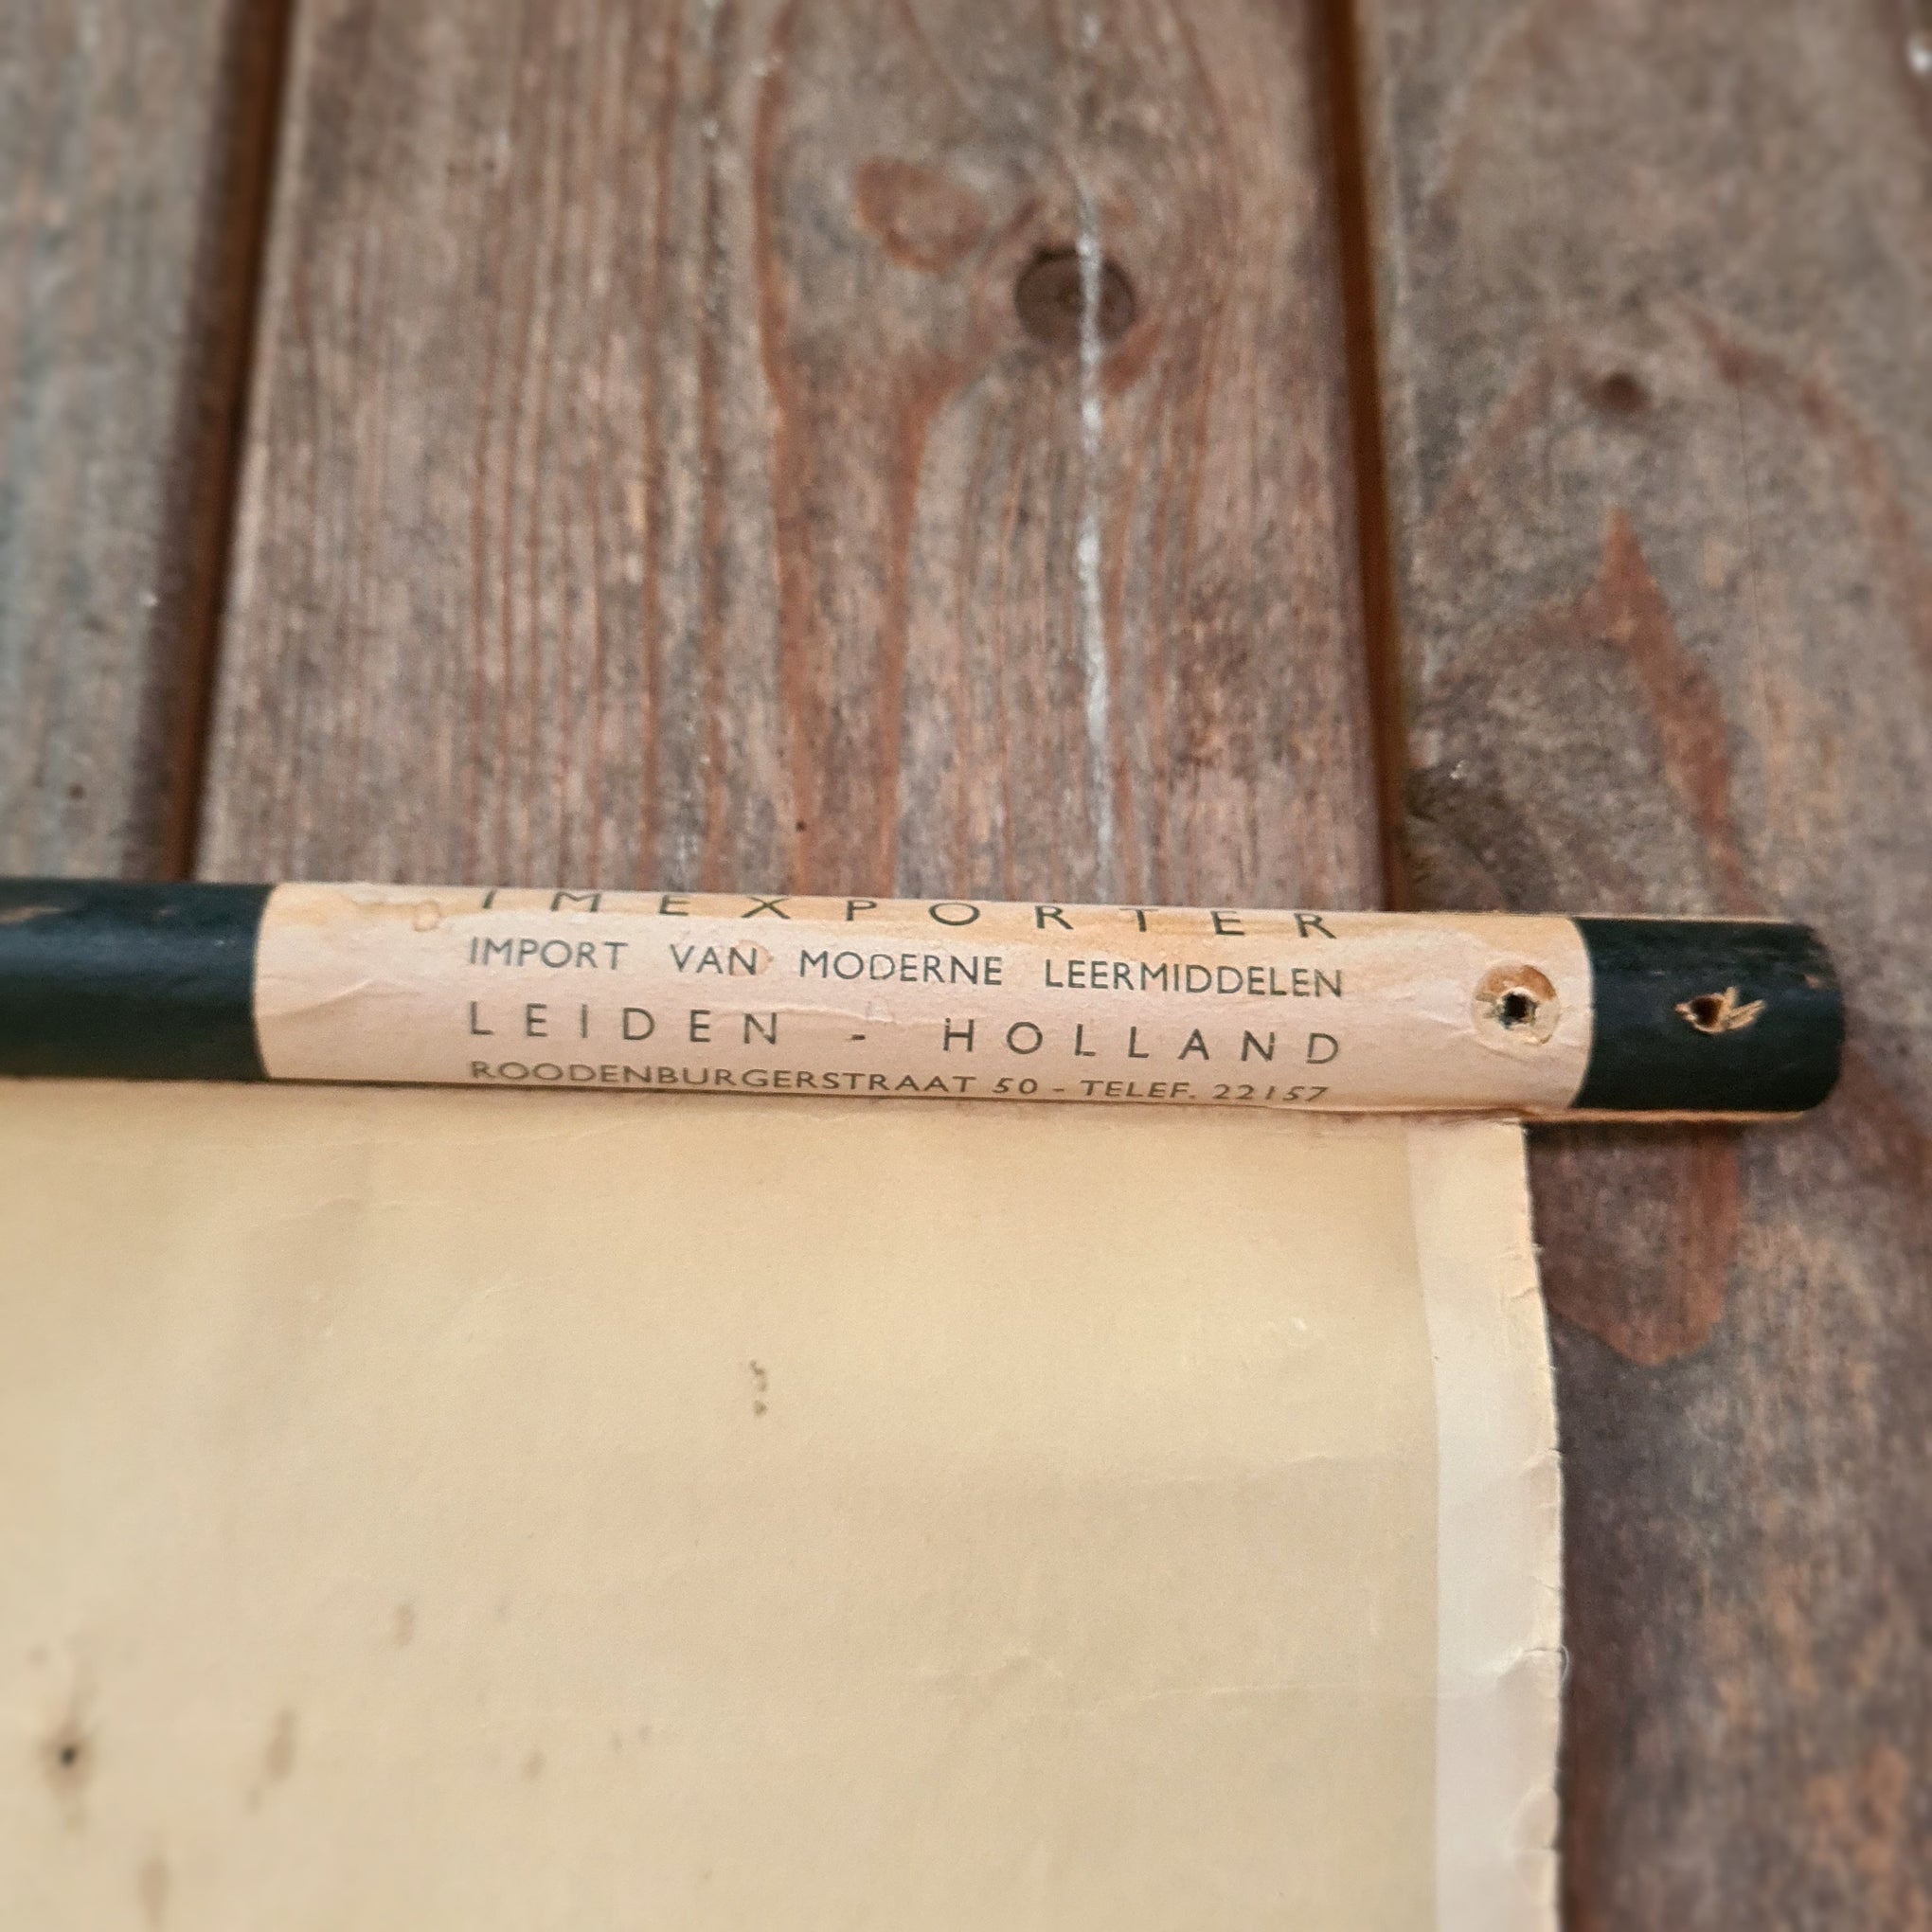 IMEXPORTER
IMPORT VAN MODERNE LEERMIDDELEN
LEIDEN - HOLLAND
ROODENBURGERSTRAAT 50 - TELEF. 22157